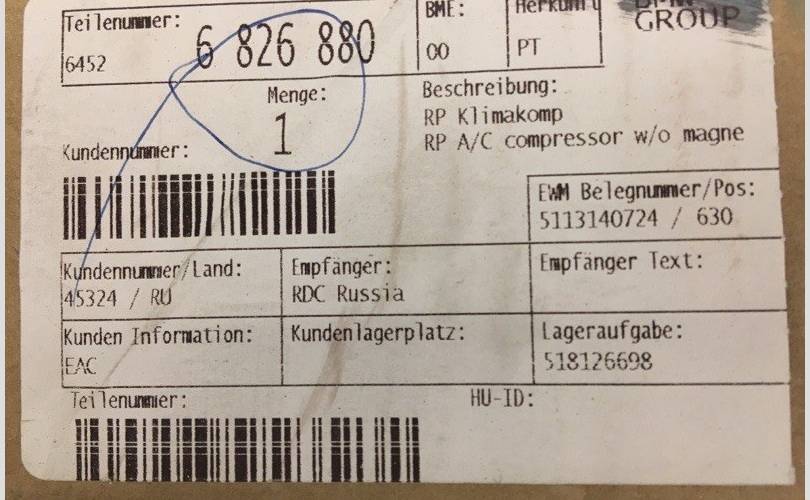 Teilenummer:
6452 6 826 880
BME:
00
Herkunft
PT
BMW
GROUP
Menge:
1
Beschreibung:
RP Klimakomp
RP A/C compressor w/o magne
Kundennummer:
EWM Belegnummer/Pos:
5113140724 / 630
Kundennummer/Land:
45324 / RU
Empfänger:
RDC Russia
Empfänger Text:
Kunden Information:
EAC
Kundenlagerplatz:
Lageraufgabe:
518126698
Teilenummer:
HU-ID: